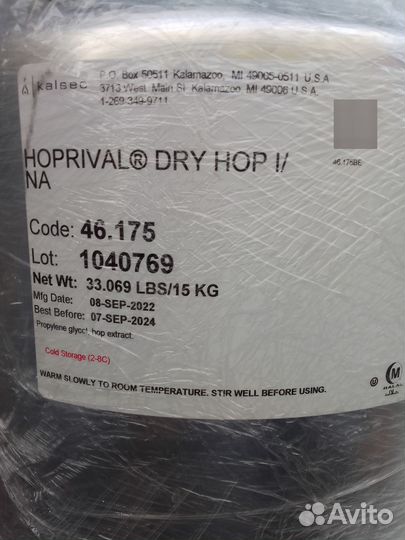 kalsec
P.O. Box 50511 Kalamazoo, MI 49005-0511 U.S.A.
3713 West Main St. Kalamazoo, MI 49006 U.S.A.
1-269-349-9711
46.175BE
HOPRIVAL® DRY HOP I/
NA
Code: 46.175
Lot: 1040769
Net Wt: 33.069 LBS/15 KG
Mfg Date: 08-SEP-2022
Best Before: 07-SEP-2024
Propylene glycol, hop extract
Cold Storage (2-8C)
WARM SLOWLY TO ROOM TEMPERATURE. STIR WELL BEFORE USING.
U M
HALAL
حلال
Avito